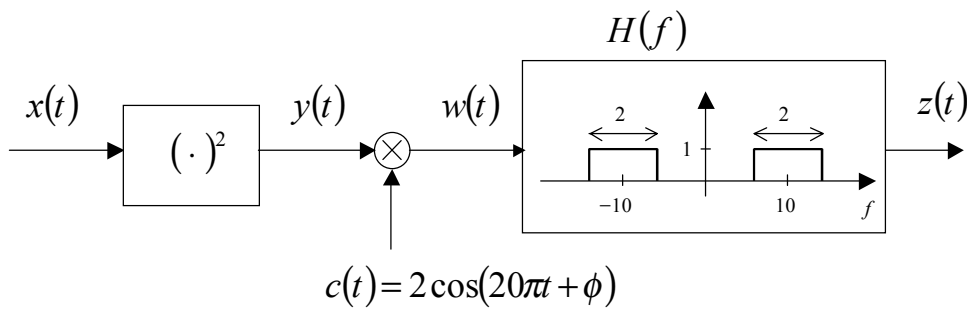 H(f)
x(t)
(·)²
y(t)
w(t)
z(t)
2
2
1
−10
10
f
c(t) = 2cos(20πt + ϕ)